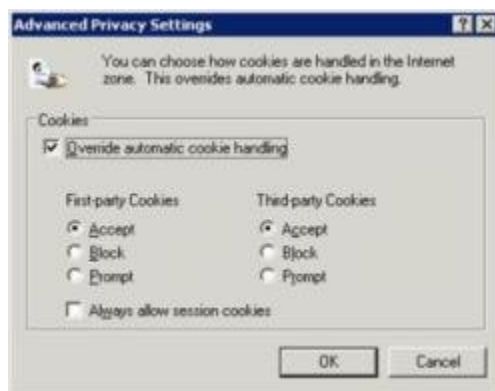 Advanced Privacy Settings
You can choose how cookies are handled in the Internet
zone. This overrides automatic cookie handling.
Cookies
Override automatic cookie handling
First-party Cookies Third-party Cookies
Accept Accept
Block Block
Prompt Prompt
Always allow session cookies
OK Cancel